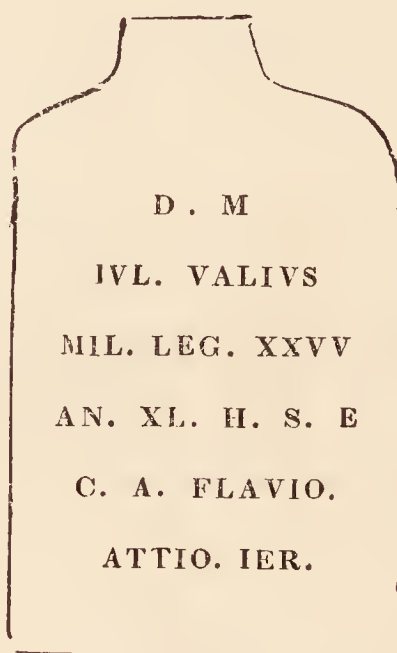 D . M
IVL. VALIVS
MIL. LEG. XXVV
AN. XL. H. S. E
C. A. FLAVIO.
ATTIO. IER.